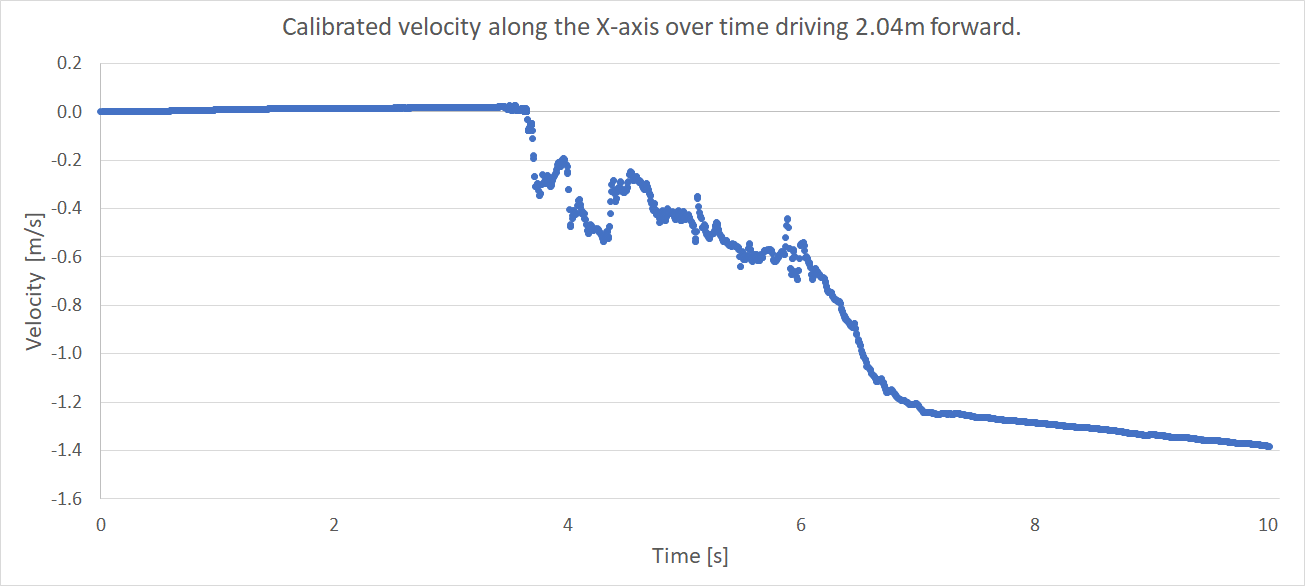 Calibrated velocity along the X-axis over time driving 2.04m forward.
0.2
0.0
-0.2
-0.4
-0.6
-0.8
-1.0
-1.2
-1.4
-1.6
Velocity [m/s]
0 2 4 6 8 10
Time [s]